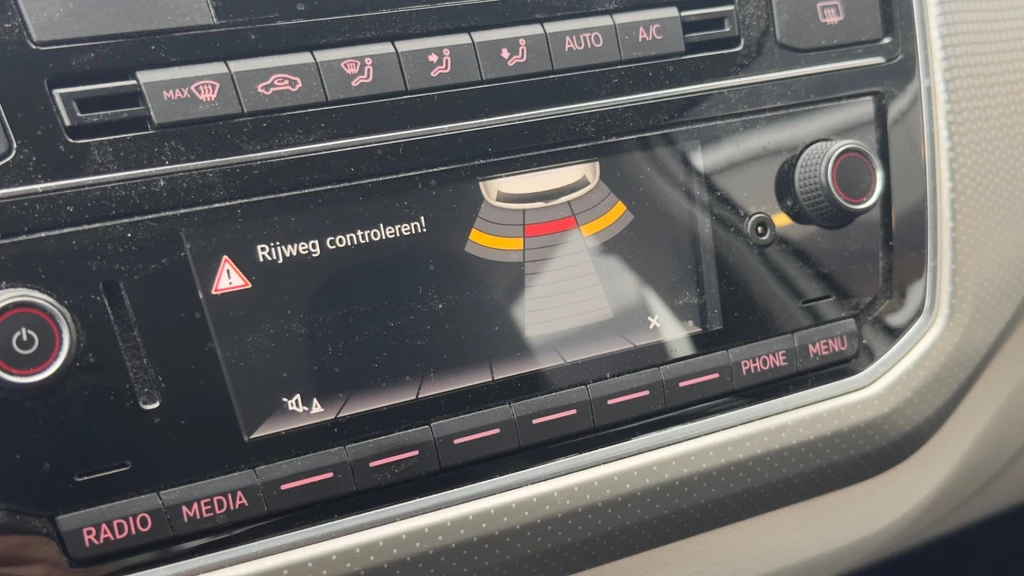 MAX
AUTO
A/C
Rijweg controleren!
RADIO
MEDIA
PHONE
MENU